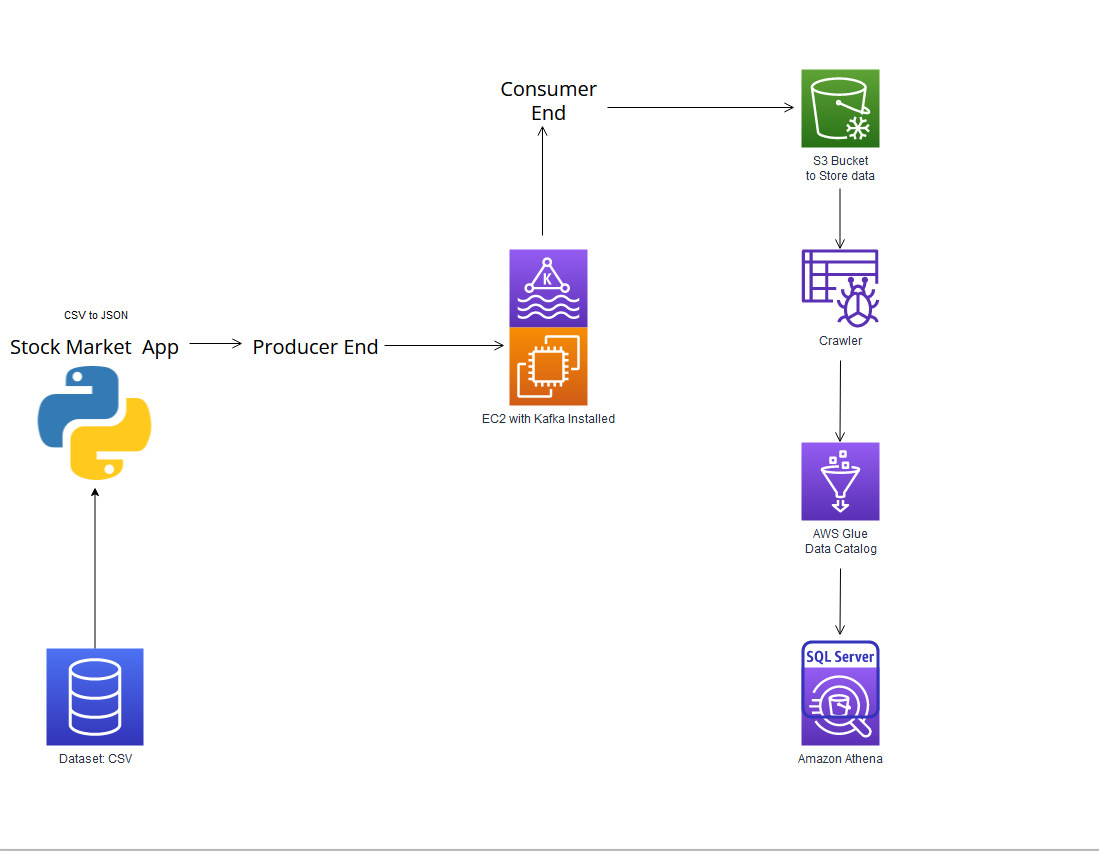 Consumer
End
S3 Bucket
to Store data
K
CSV to JSON
Stock Market App
Producer End
Crawler
EC2 with Kafka Installed
AWS Glue
Data Catalog
SQL Server
Dataset: CSV
Amazon Athena